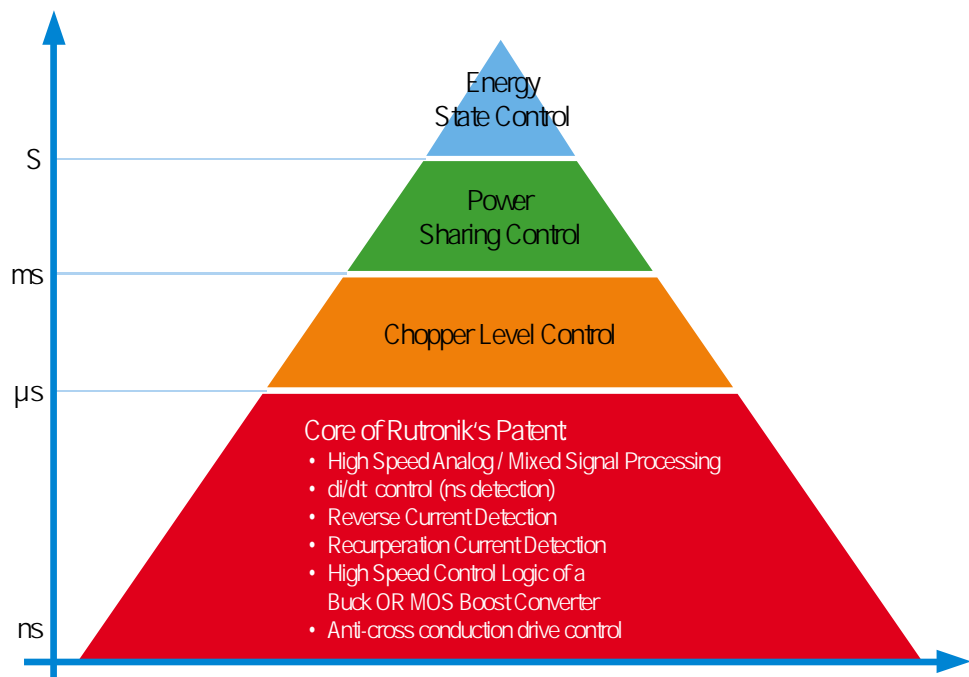 Energy
State Control
S
Power
Sharing Control
ms
Chopper Level Control
µs
Core of Rutronik's Patent:
• High Speed Analog / Mixed Signal Processing
• di/dt control (ns detection)
• Reverse Current Detection
• Recurperation Current Detection
• High Speed Control Logic of a
Buck OR MOS Boost Converter
• Anti-cross conduction drive control
ns